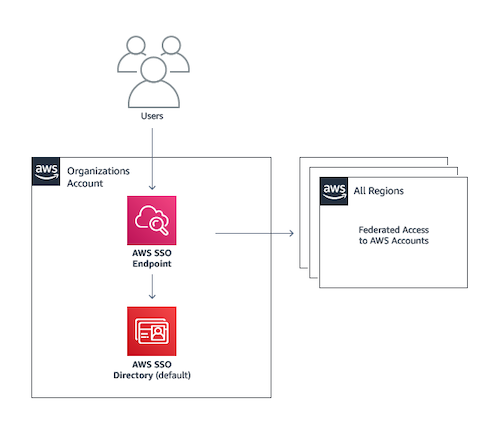 Users
aws
Organizations
Account
AWS SSO
Endpoint
AWS SSO
Directory (default)
aws
All Regions
Federated Access
to AWS Accounts